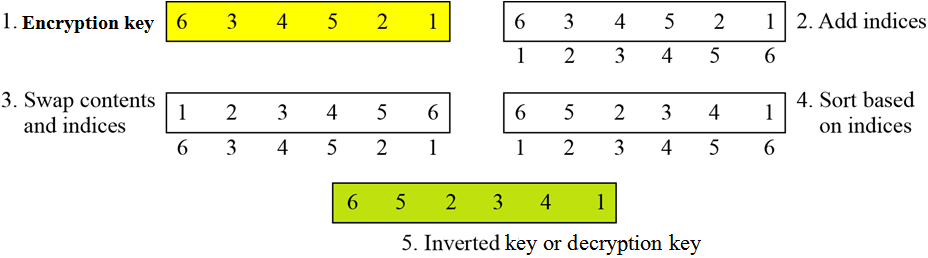 1. Encryption key 6 3 4 5 2 1
6 3 4 5 2 1 2. Add indices
1 2 3 4 5 6
3. Swap contents
and indices
1 2 3 4 5 6
6 3 4 5 2 1
6 5 2 3 4 1
1 2 3 4 5 6
4. Sort based
on indices
6 5 2 3 4 1
5. Inverted key or decryption key